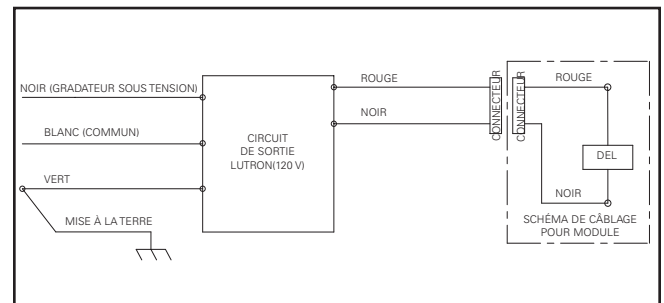 NOIR (GRADATEUR SOUS TENSION)
BLANC (COMMUN)
VERT
MISE À LA TERRE
CIRCUIT
DE SORTIE
LUTRON(120 V)
ROUGE
NOIR
CONNECTEUR
CONNECTEUR
ROUGE
DEL
NOIR
SCHÉMA DE CÂBLAGE
POUR MODULE